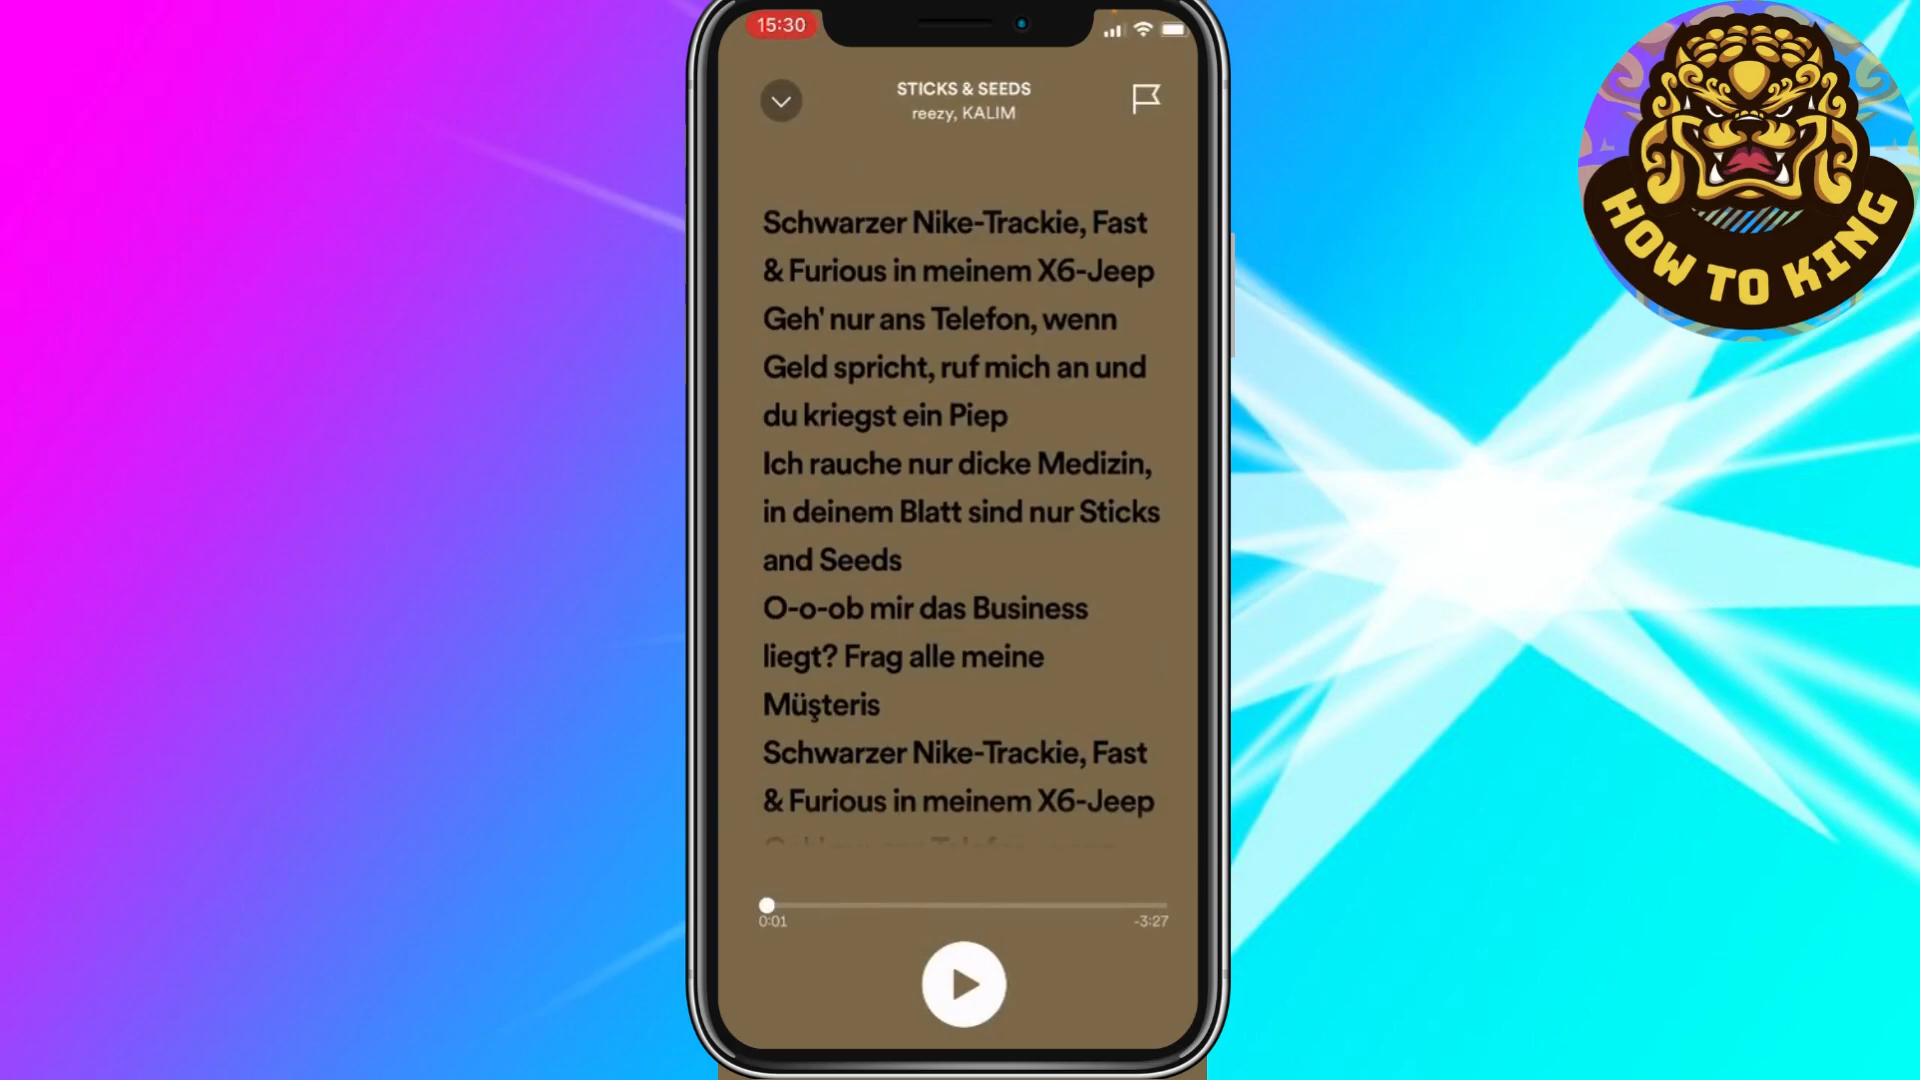 15:30
STICKS & SEEDS
reezy, KALIM
Schwarzer Nike-Trackie, Fast
& Furious in meinem X6-Jeep
Geh' nur ans Telefon, wenn
Geld spricht, ruf mich an und
du kriegst ein Piep
Ich rauche nur dicke Medizin,
in deinem Blatt sind nur Sticks
and Seeds
O-o-ob mir das Business
liegt? Frag alle meine
Müşteris
Schwarzer Nike-Trackie, Fast
& Furious in meinem X6-Jeep
0:01
-3:27
HOW TO KING